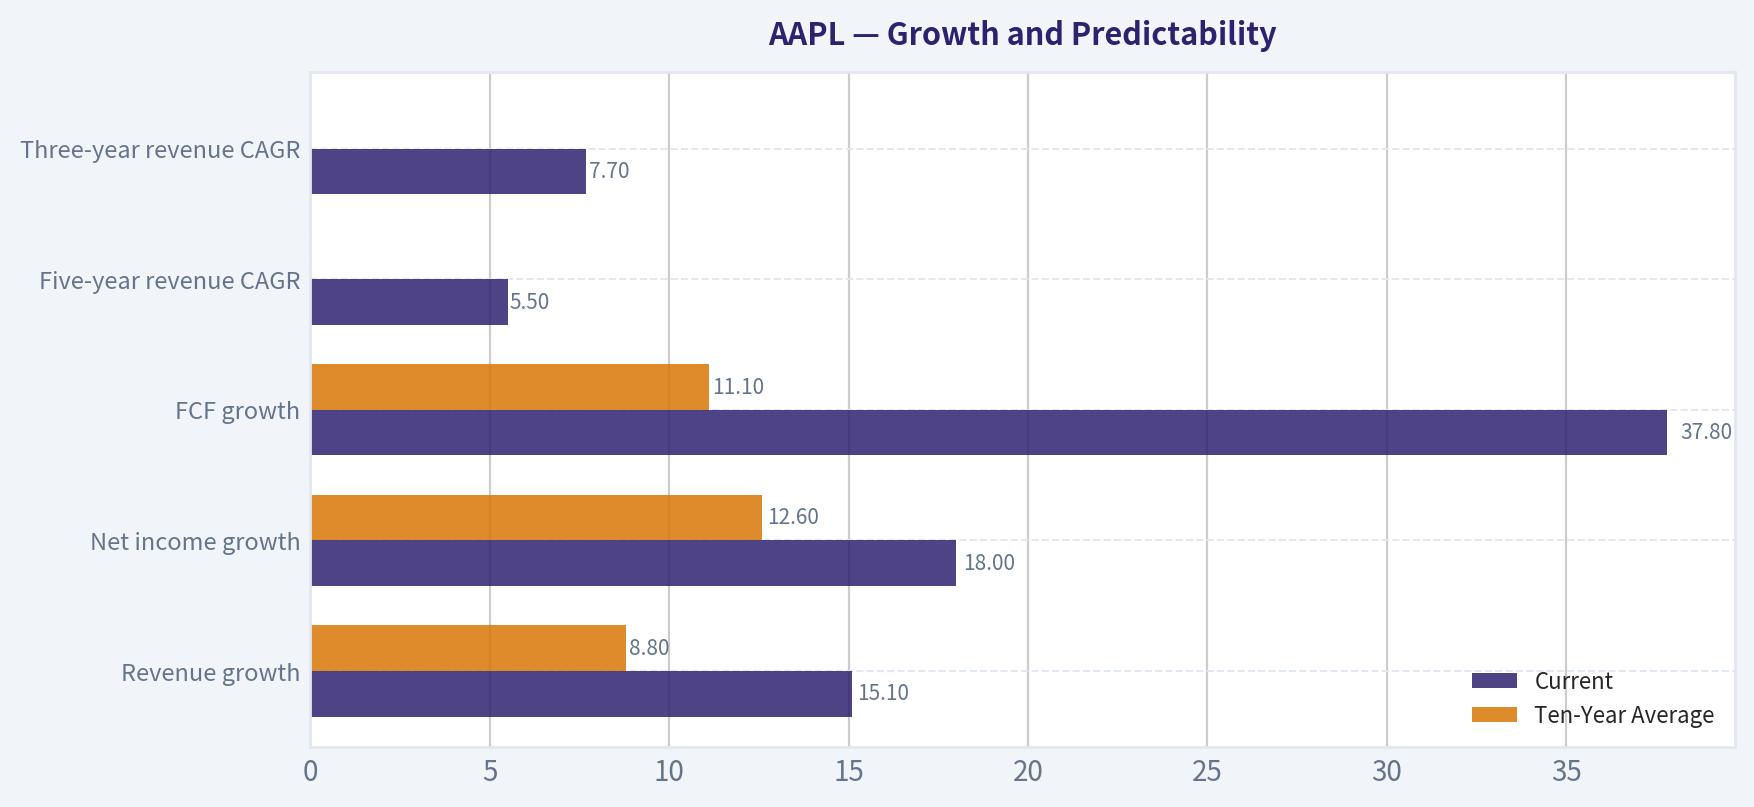 AAPL — Growth and Predictability
Three-year revenue CAGR
7.70
Five-year revenue CAGR
5.50
FCF growth
11.10
37.80
Net income growth
12.60
18.00
Revenue growth
8.80
15.10
Current
Ten-Year Average
0 5 10 15 20 25 30 35